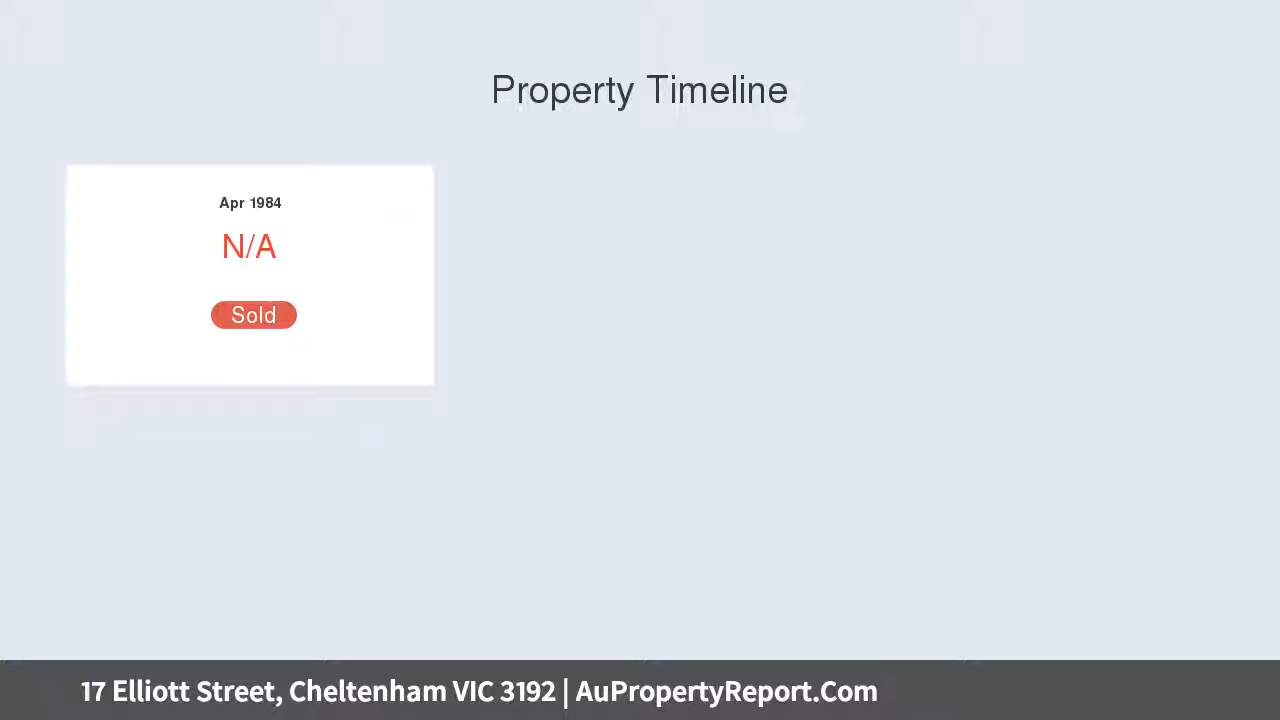 Property Timeline
Apr 1984
N/A
Sold
17 Elliott Street, Cheltenham VIC 3192 | AuPropertyReport.Com